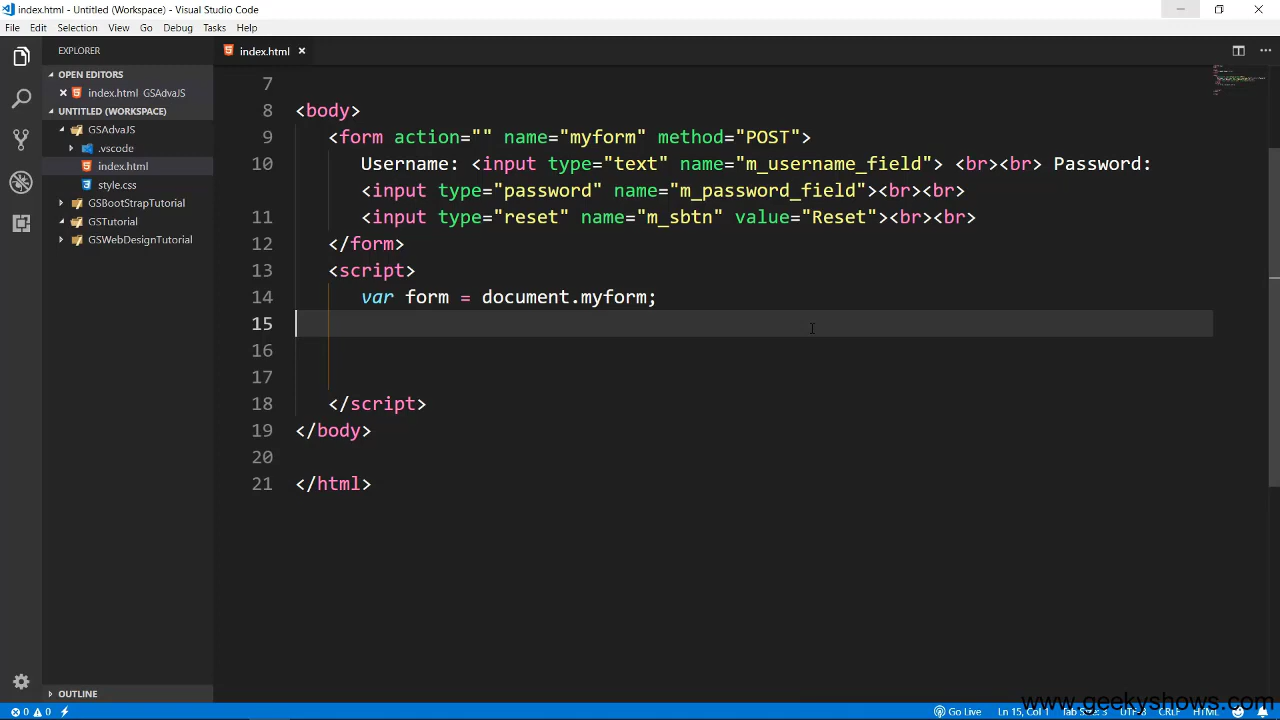 index.html - Untitled (Workspace) - Visual Studio Code
File Edit Selection View Go Debug Tasks Help
EXPLORER
index.html
OPEN EDITORS
index.html GSAdvaJS
UNTITLED (WORKSPACE)
GSAdvaJS
.vscode
index.html
style.css
GSBootStrapTutorial
GSTutorial
GSWebDesignTutorial
OUTLINE
7
8 <body>
9 <form action="" name="myform" method="POST">
10 Username: <input type="text" name="m_username_field"> <br><br> Password:
<input type="password" name="m_password_field"><br><br>
11 <input type="reset" name="m_sbtn" value="Reset"><br><br>
12 </form>
13 <script>
14 var form = document.myform;
15
16
17
18 </script>
19 </body>
20
21 </html>
www.geekyshows.com
0 0 Go Live Ln 15, Col 1 Tab Size: 3 UTF-8 CRLF HTML